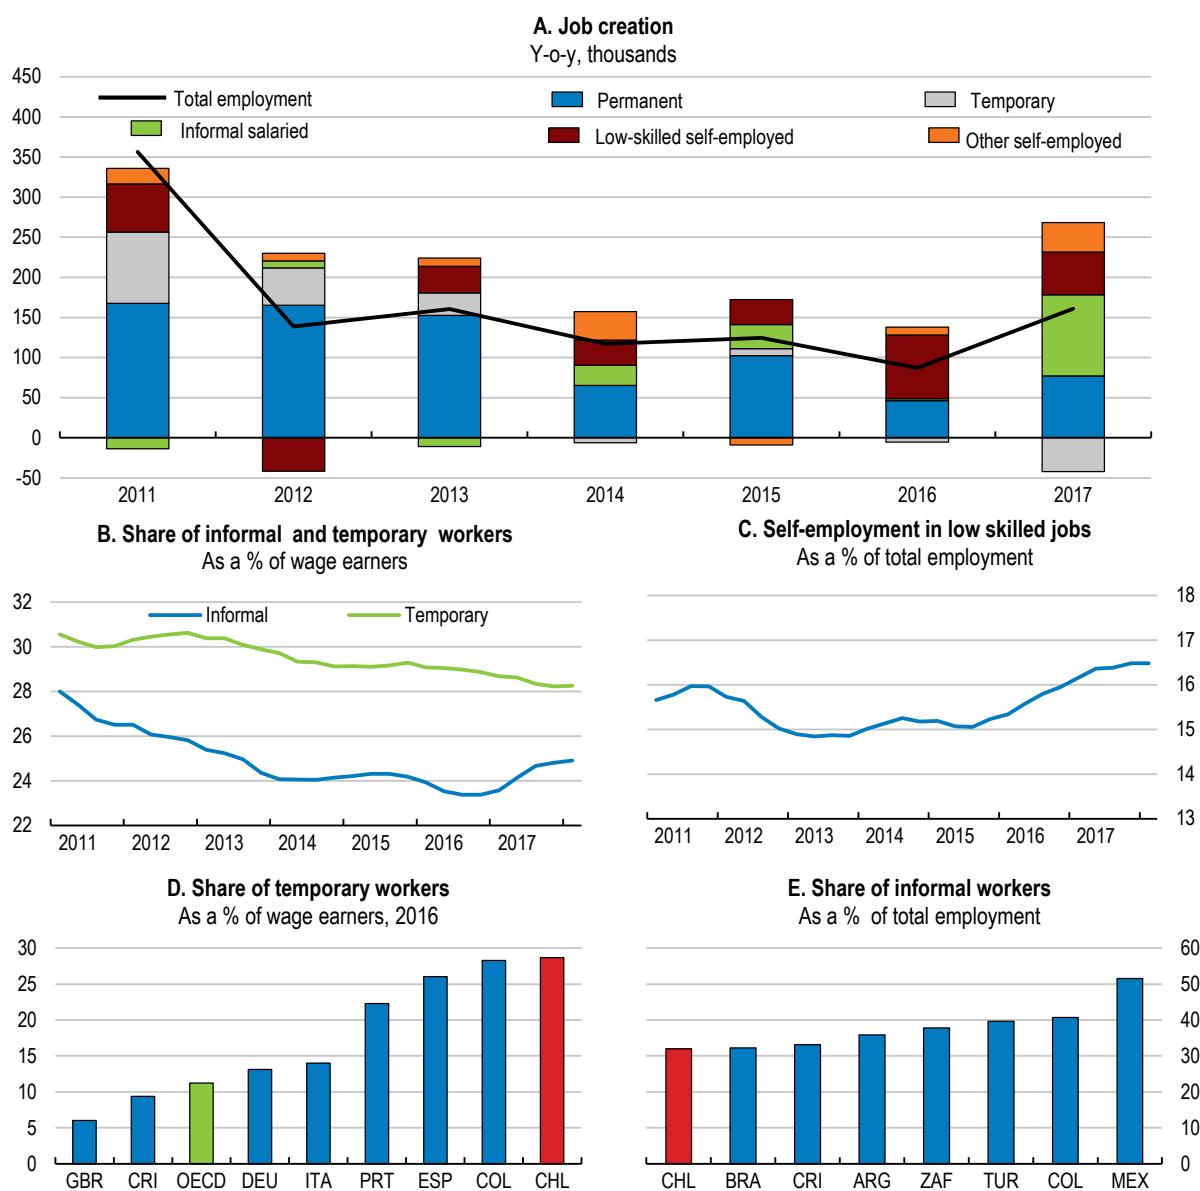 A. Job creation
Y-o-y, thousands
450
400
350
300
250
200
150
100
50
0
-50
Total employment
Permanent
Temporary
Informal salaried
Low-skilled self-employed
Other self-employed
2011 2012 2013 2014 2015 2016 2017
B. Share of informal and temporary workers
As a % of wage earners
32
30
28
26
24
22
Informal
Temporary
2011 2012 2013 2014 2015 2016 2017
C. Self-employment in low skilled jobs
As a % of total employment
18
17
16
15
14
13
2011 2012 2013 2014 2015 2016 2017
D. Share of temporary workers
As a % of wage earners, 2016
30
25
20
15
10
5
0
GBR CRI OECD DEU ITA PRT ESP COL CHL
E. Share of informal workers
As a % of total employment
60
50
40
30
20
10
0
CHL BRA CRI ARG ZAF TUR COL MEX